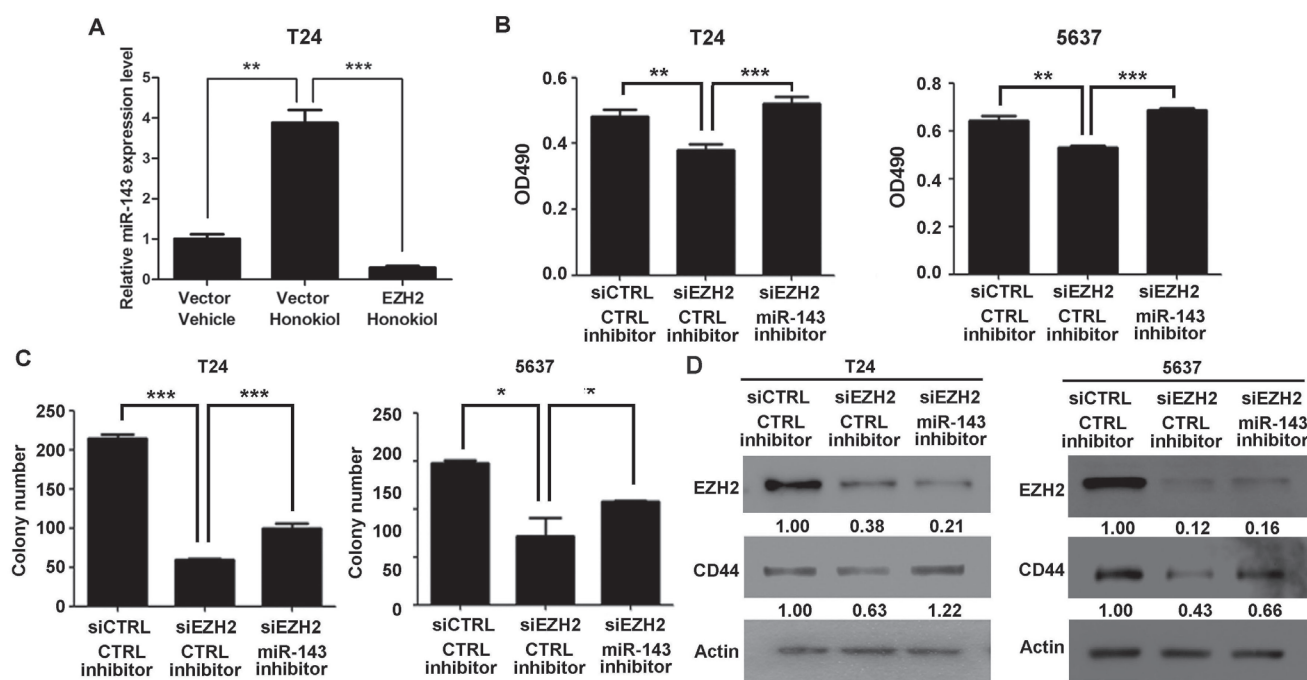 A
T24
** ***
Relative miR-143 expression level
5
4
3
2
1
0
Vector Vector EZH2
Vehicle Honokiol Honokiol
B
T24
** ***
OD490
0.6
0.4
0.2
0.0
siCTRL siEZH2 siEZH2
CTRL CTRL miR-143
inhibitor inhibitor inhibitor
5637
** ***
OD490
0.8
0.6
0.4
0.2
0.0
siCTRL siEZH2 siEZH2
CTRL CTRL miR-143
inhibitor inhibitor inhibitor
C
T24
*** ***
Colony number
250
200
150
100
50
0
siCTRL siEZH2 siEZH2
CTRL CTRL miR-143
inhibitor inhibitor inhibitor
5637
* *
Colony number
250
200
150
100
50
0
siCTRL siEZH2 siEZH2
CTRL CTRL miR-143
inhibitor inhibitor inhibitor
D
T24
siCTRL siEZH2 siEZH2
CTRL CTRL miR-143
inhibitor inhibitor inhibitor
EZH2
1.00 0.38 0.21
CD44
1.00 0.63 1.22
Actin
5637
siCTRL siEZH2 siEZH2
CTRL CTRL miR-143
inhibitor inhibitor inhibitor
EZH2
1.00 0.12 0.16
CD44
1.00 0.43 0.66
Actin